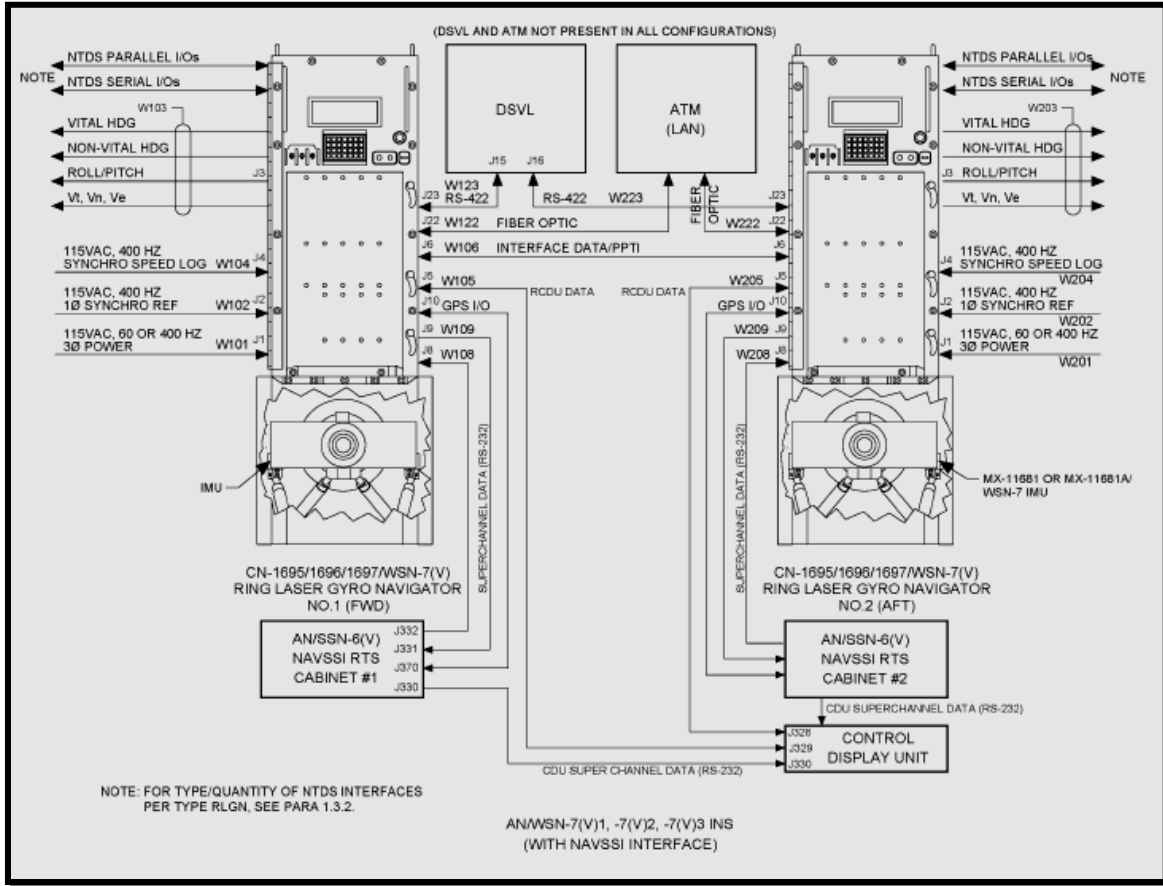 (DSVL AND ATM NOT PRESENT IN ALL CONFIGURATIONS)
NTDS PARALLEL I/Os
NOTE
NTDS SERIAL I/Os
W103
VITAL HDG
NON-VITAL HDG
J3
ROLL/PITCH
Vt, Vn, Ve
115VAC, 400 HZ
SYNCHRO SPEED LOG W104 J4
115VAC, 400 HZ
1Ø SYNCHRO REF W102 J2
115VAC, 60 OR 400 HZ
3Ø POWER W101 J1
DSVL
J15 J16
ATM
(LAN)
J23 W123
RS-422
RS-422 W223 J23
J22 W122 FIBER OPTIC
FIBER
OPTIC
W222 J22
J6 W106 INTERFACE DATA/PPTI J6
J5 W105
RCDU DATA
RCDU DATA
W205 J5
J10 GPS I/O
GPS I/O J10
J9 W109
W209 J9
J8 W108
W208 J8
SUPERCHANNEL DATA (RS-232)
SUPERCHANNEL DATA (RS-232)
NTDS PARALLEL I/Os
NOTE
NTDS SERIAL I/Os
W203
VITAL HDG
NON-VITAL HDG
J3 ROLL/PITCH
Vt, Vn, Ve
115VAC, 400 HZ
J4 SYNCHRO SPEED LOG
W204
115VAC, 400 HZ
J2 1Ø SYNCHRO REF
W202
115VAC, 60 OR 400 HZ
J1 3Ø POWER
W201
IMU
MX-11681 OR MX-11681A/
WSN-7 IMU
CN-1695/1696/1697/WSN-7(V)
RING LASER GYRO NAVIGATOR
NO.1 (FWD)
CN-1695/1696/1697/WSN-7(V)
RING LASER GYRO NAVIGATOR
NO.2 (AFT)
AN/SSN-6(V)
NAVSSI RTS
CABINET #1
J332
J331
J370
J330
AN/SSN-6(V)
NAVSSI RTS
CABINET #2
CDU SUPERCHANNEL DATA (RS-232)
J328
J329
J330
CONTROL
DISPLAY UNIT
CDU SUPER CHANNEL DATA (RS-232)
NOTE: FOR TYPE/QUANTITY OF NTDS INTERFACES
PER TYPE RLGN, SEE PARA 1.3.2.
AN/WSN-7(V)1, -7(V)2, -7(V)3 INS
(WITH NAVSSI INTERFACE)